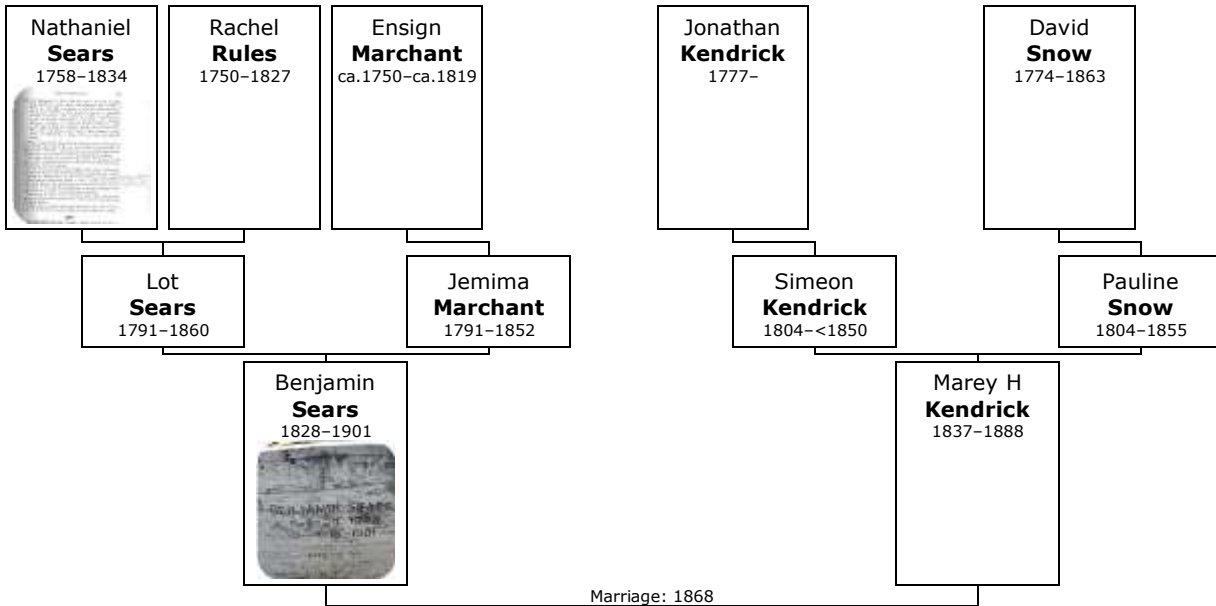 Nathaniel
Sears
1758–1834
Rachel
Rules
1750–1827
Ensign
Marchant
ca.1750–ca.1819
Jonathan
Kendrick
1777–
David
Snow
1774–1863
Lot
Sears
1791–1860
Jemima
Marchant
1791–1852
Simeon
Kendrick
1804–<1850
Pauline
Snow
1804–1855
Benjamin
Sears
1828–1901
BENJAMIN SEARS
Marey H
Kendrick
1837–1888
Marriage: 1868